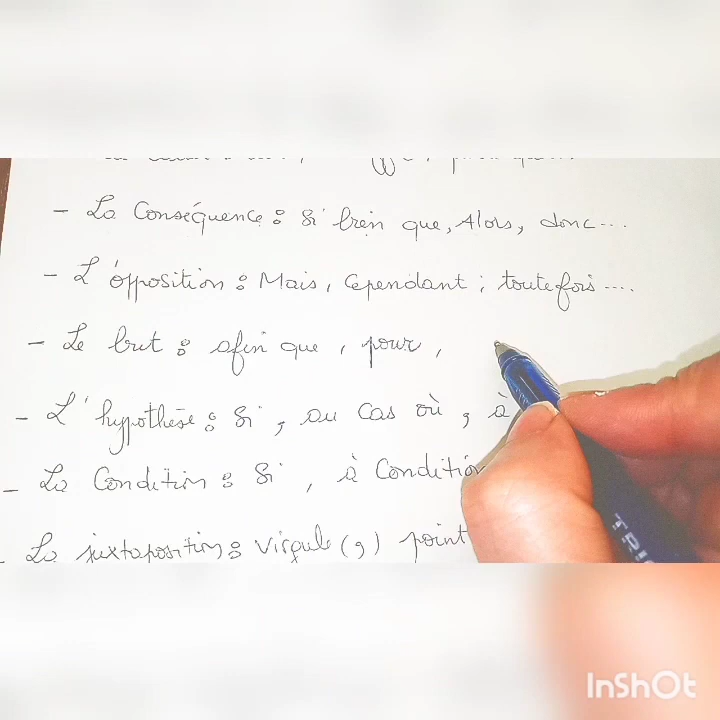 - La Conséquence : Si bien que, Alors, donc...
- L'opposition : Mais, Cependant ; toutefois....
- Le but : afin que, pour,
- L'hypothèse : Si, au cas où, à
- La Condition : Si, à Condition
- La juxtaposition : virgule (,) point
TRI
InShOt